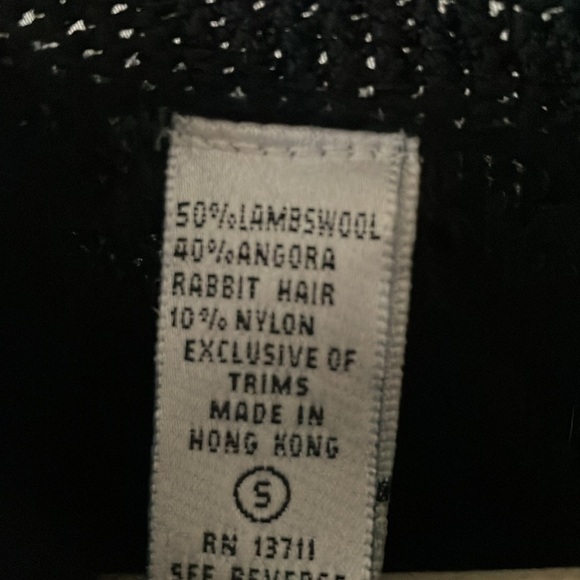 50% LAMBSWOOL
40% ANGORA
RABBIT HAIR
10% NYLON
EXCLUSIVE OF
TRIMS
MADE IN
HONG KONG
S
RN 13711
SEE REVERSE